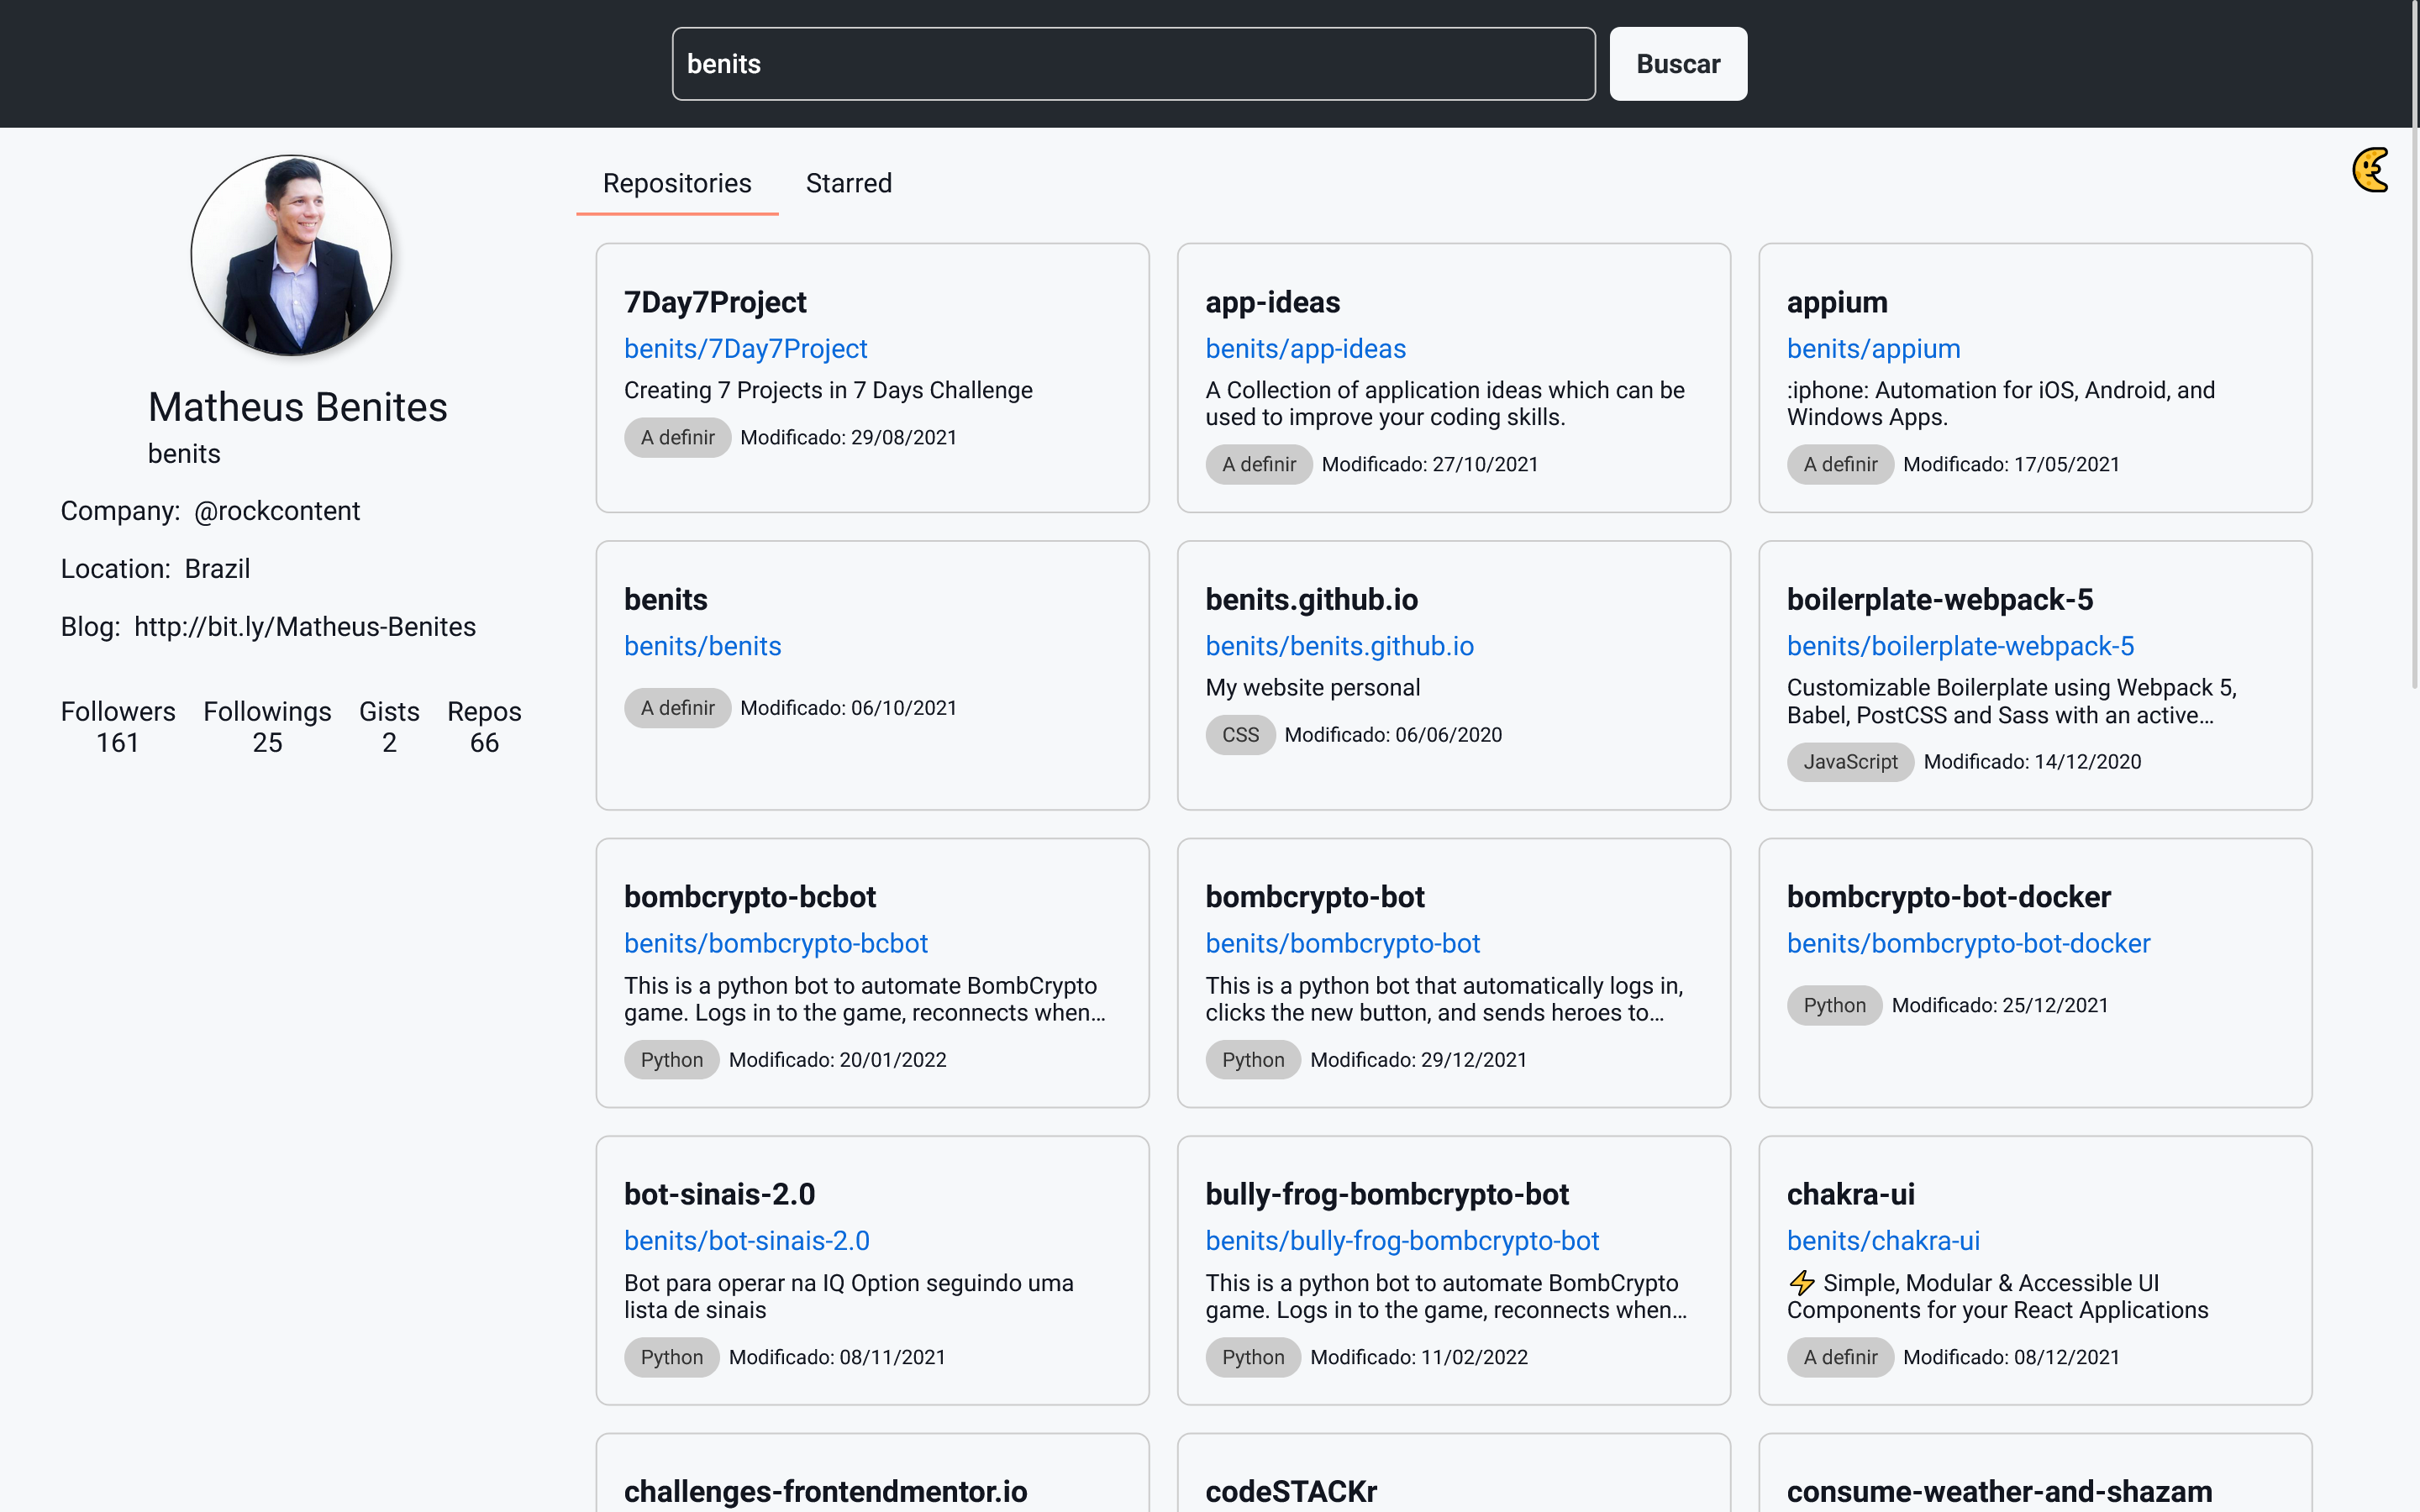 benits
Buscar
Matheus Benites
benits
Company: @rockcontent
Location: Brazil
Blog: http://bit.ly/Matheus-Benites
Followers Followings Gists Repos
161 25 2 66
Repositories Starred
7Day7Project
benits/7Day7Project
Creating 7 Projects in 7 Days Challenge
A definir Modificado: 29/08/2021
app-ideas
benits/app-ideas
A Collection of application ideas which can be
used to improve your coding skills.
A definir Modificado: 27/10/2021
appium
benits/appium
:iphone: Automation for iOS, Android, and
Windows Apps.
A definir Modificado: 17/05/2021
benits
benits/benits
A definir Modificado: 06/10/2021
benits.github.io
benits/benits.github.io
My website personal
CSS Modificado: 06/06/2020
boilerplate-webpack-5
benits/boilerplate-webpack-5
Customizable Boilerplate using Webpack 5,
Babel, PostCSS and Sass with an active...
JavaScript Modificado: 14/12/2020
bombcrypto-bcbot
benits/bombcrypto-bcbot
This is a python bot to automate BombCrypto
game. Logs in to the game, reconnects when...
Python Modificado: 20/01/2022
bombcrypto-bot
benits/bombcrypto-bot
This is a python bot that automatically logs in,
clicks the new button, and sends heroes to...
Python Modificado: 29/12/2021
bombcrypto-bot-docker
benits/bombcrypto-bot-docker
Python Modificado: 25/12/2021
bot-sinais-2.0
benits/bot-sinais-2.0
Bot para operar na IQ Option seguindo uma
lista de sinais
Python Modificado: 08/11/2021
bully-frog-bombcrypto-bot
benits/bully-frog-bombcrypto-bot
This is a python bot to automate BombCrypto
game. Logs in to the game, reconnects when...
Python Modificado: 11/02/2022
chakra-ui
benits/chakra-ui
⚡ Simple, Modular & Accessible UI
Components for your React Applications
A definir Modificado: 08/12/2021
challenges-frontendmentor.io
codeSTACKr
consume-weather-and-shazam